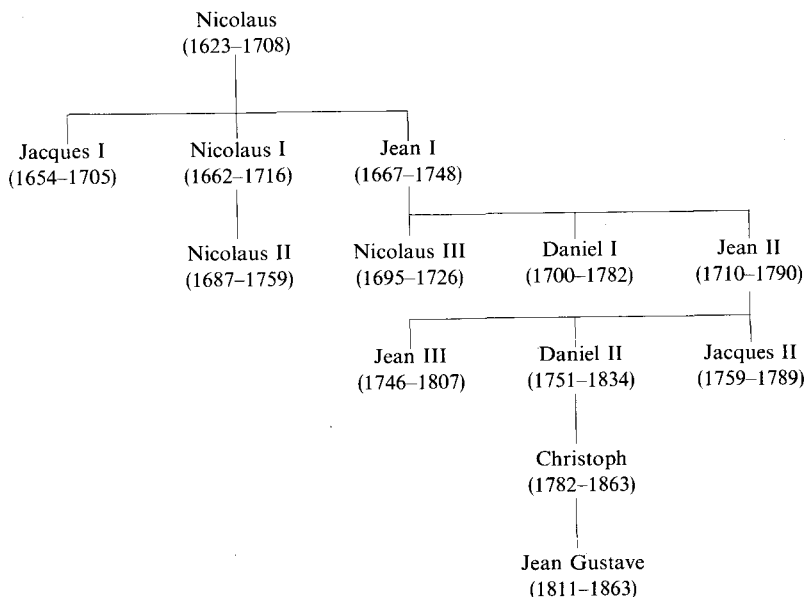 Nicolaus
(1623–1708)
Jacques I
(1654–1705)
Nicolaus I
(1662–1716)
Jean I
(1667–1748)
Nicolaus II
(1687–1759)
Nicolaus III
(1695–1726)
Daniel I
(1700–1782)
Jean II
(1710–1790)
Jean III
(1746–1807)
Daniel II
(1751–1834)
Jacques II
(1759–1789)
Christoph
(1782–1863)
Jean Gustave
(1811–1863)